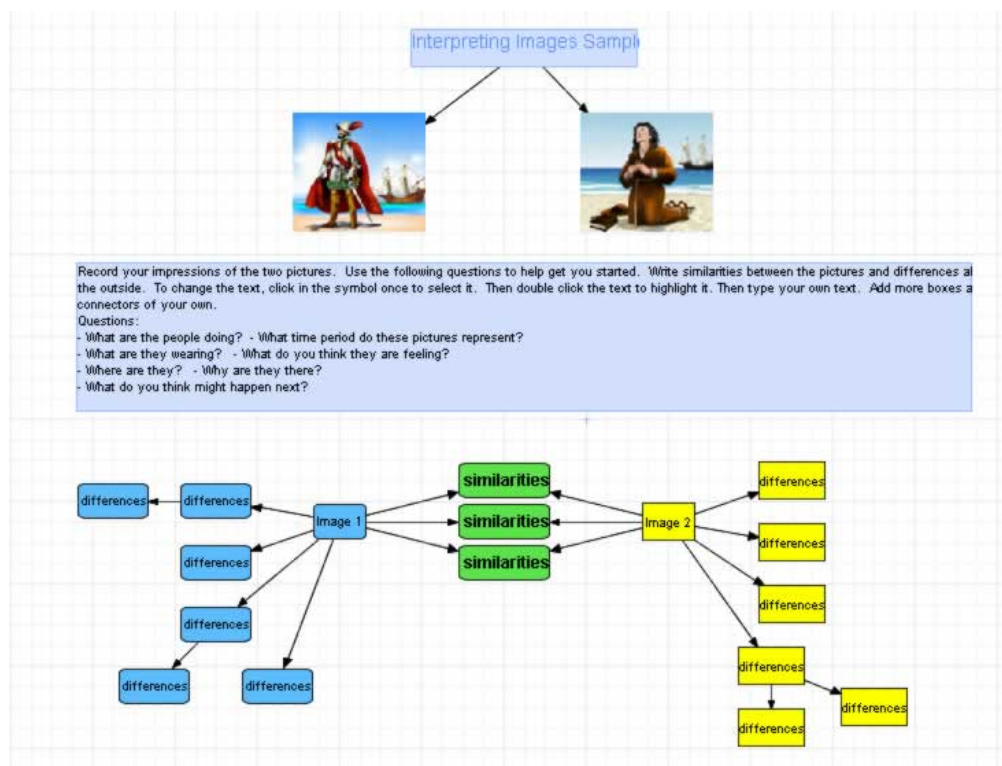 Interpreting Images Sampl
Record your impressions of the two pictures. Use the following questions to help get you started. Write similarities between the pictures and differences al
the outside. To change the text, click in the symbol once to select it. Then double click the text to highlight it. Then type your own text. Add more boxes a
connectors of your own.
Questions:
- What are the people doing? - What time period do these pictures represent?
- What are they wearing? - What do you think they are feeling?
- Where are they? - Why are they there?
- What do you think might happen next?
similarities
differences
differences
differences
Image 1
similarities
Image 2
differences
differences
similarities
differences
differences
differences
differences
differences
differences
differences
differences